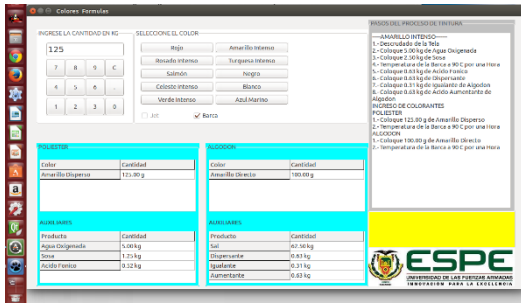 Colores Formules
INGRESE LA CANTIDAD EN KG
125
7 8 9 C
4 5 6 .
1 2 3 0
SELECCIONE EL COLOR
Rojo Amarillo Intenso
Rosado Intenso Turquesa Intenso
Salmón Negro
Celeste Intenso Blanco
Verde Intenso Azul Marino
Jet Barca
PASOS DEL PROCESO DE TINTURA
----AMARILLO INTENSO-----
1.- Descrudado de la Tela
2.- Coloque 5.00 kg de Agua Oxigenada
3.- Coloque 2.50 kg de Sosa
4.- Temperatura de la Barca a 90 C por una Hora
5.- Coloque 0.63 kg de Acido Fonico
6.- Coloque 0.63 kg de Dispersante
7.- Coloque 0.31 kg de Igualante de Algodon
8.- Coloque 0.63 kg de Acido Aumentante de
Algodon
INGRESO DE COLORANTES
POLIESTER
1.- Coloque 125.00 g de Amarillo Disperso
2.- Temperatura de la Barca a 90 C por una Hora
ALGODON
1.- Coloque 100.00 g de Amarillo Directo
2.- Temperatura de la Barca a 90 C por una Hora
POLIESTER
Color Cantidad
Amarillo Disperso 125.00 g
AUXILIARES
Producto Cantidad
Agua Oxigenada 5.00 kg
Sosa 1.25 kg
Acido Fonico 0.32 kg
ALGODON
Color Cantidad
Amarillo Directo 100.00 g
AUXILIARES
Producto Cantidad
Sal 62.50 kg
Dispersante 0.63 kg
Igualante 0.31 kg
Aumentante 0.63 kg
ESPE
UNIVERSIDAD DE LAS FUERZAS ARMADAS
INNOVACIÓN PARA LA EXCELENCIA